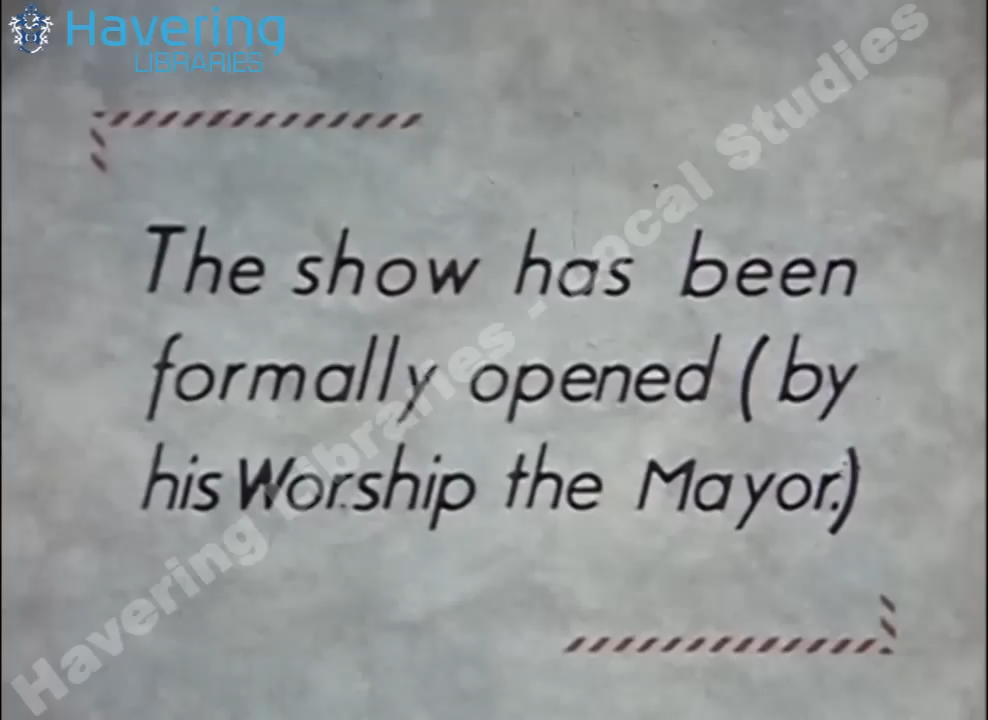 Havering
LIBRARIES
The show has been
formally opened (by
his Worship the Mayor.)
Havering Libraries - Local Studies